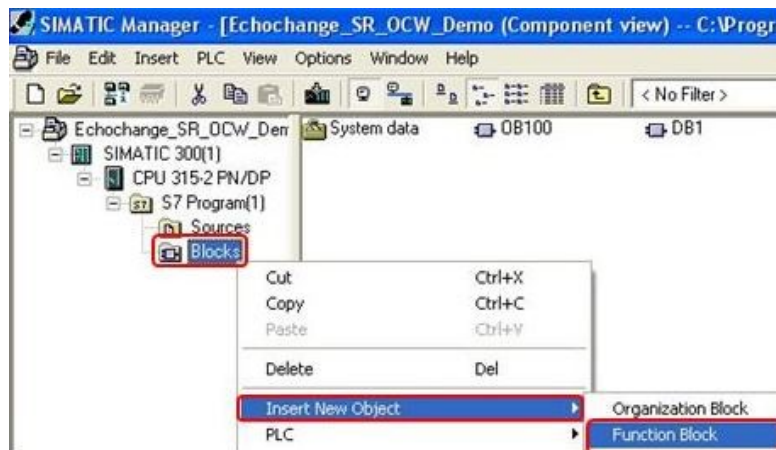 SIMATIC Manager - [Echochange_SR_OCW_Demo (Component view) -- C:\Progr
File Edit Insert PLC View Options Window Help
< No Filter >
Echochange_SR_OCW_Dem
System data OB100 DB1
SIMATIC 300(1)
CPU 315-2 PN/DP
S7 Program(1)
Sources
Blocks
Cut Ctrl+X
Copy Ctrl+C
Paste Ctrl+V
Delete Del
Insert New Object Organization Block
PLC Function Block